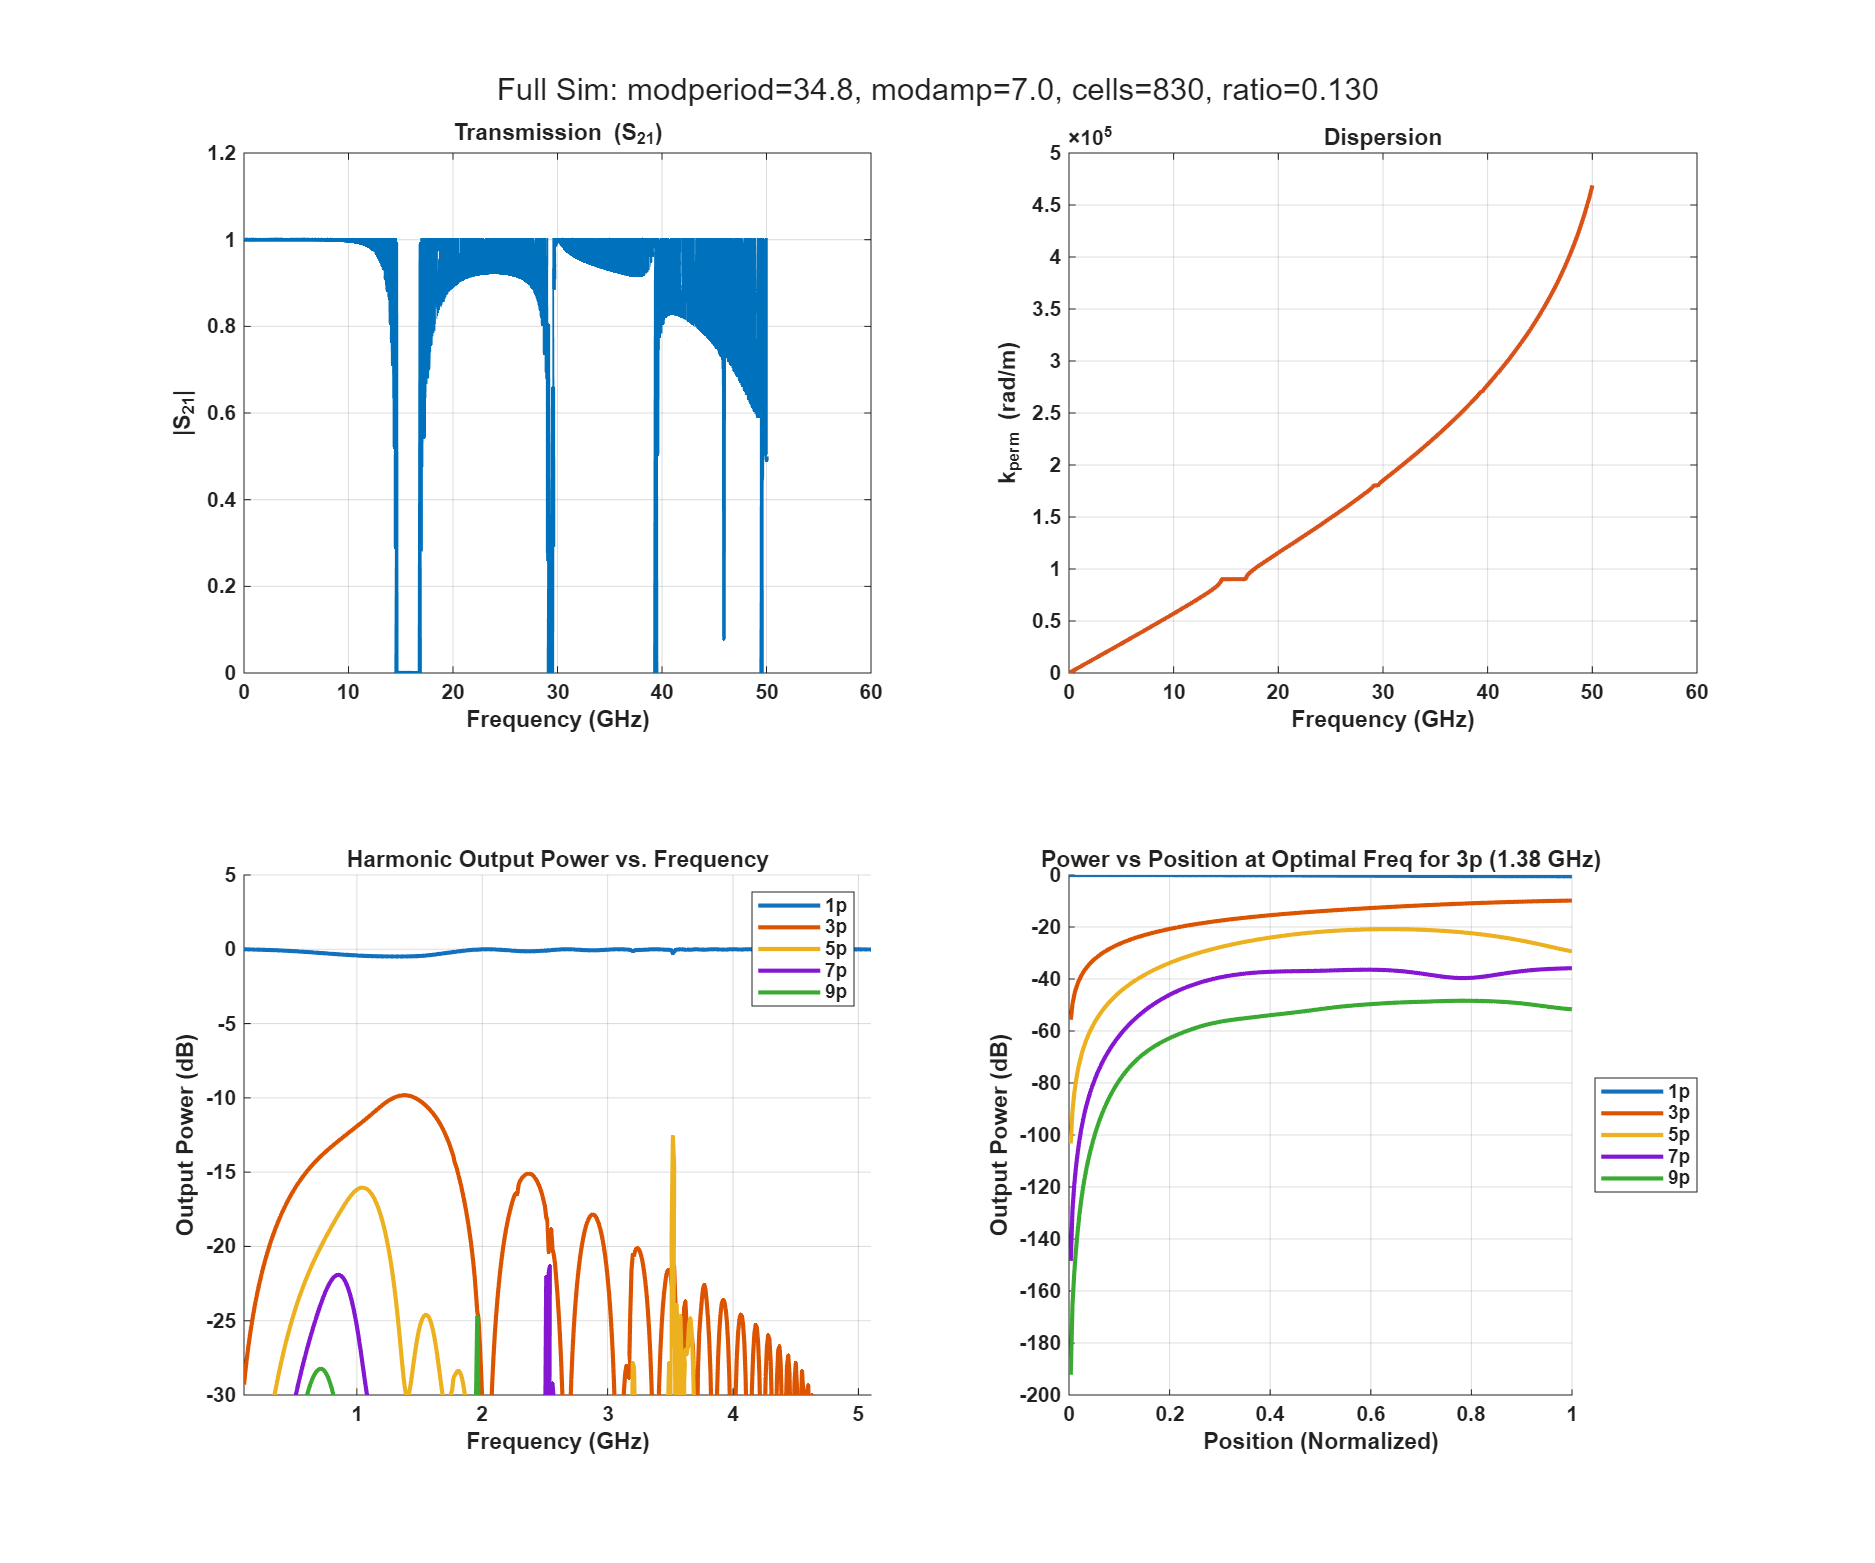 Full Sim: modperiod=34.8, modamp=7.0, cells=830, ratio=0.130
Transmission (S21)
1.2
1
0.8
0.6
0.4
0.2
0
0 10 20 30 40 50 60
|S21|
Frequency (GHz)
×10^5
Dispersion
5
4.5
4
3.5
3
2.5
2
1.5
1
0.5
0
0 10 20 30 40 50 60
kperm (rad/m)
Frequency (GHz)
Harmonic Output Power vs. Frequency
5
0
-5
-10
-15
-20
-25
-30
1 2 3 4 5
Output Power (dB)
Frequency (GHz)
1p
3p
5p
7p
9p
Power vs Position at Optimal Freq for 3p (1.38 GHz)
0
-20
-40
-60
-80
-100
-120
-140
-160
-180
-200
0 0.2 0.4 0.6 0.8 1
Output Power (dB)
Position (Normalized)
1p
3p
5p
7p
9p